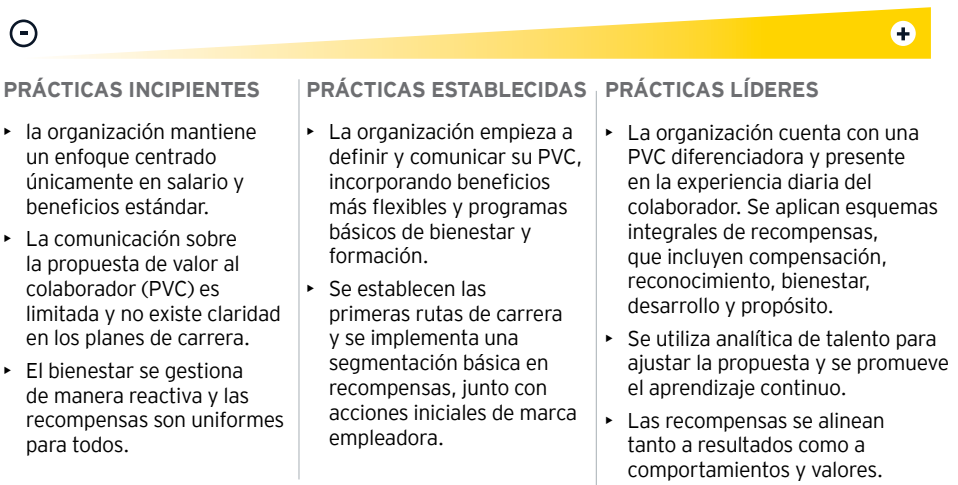 PRÁCTICAS INCIPIENTES
‣ la organización mantiene
un enfoque centrado
únicamente en salario y
beneficios estándar.
‣ La comunicación sobre
la propuesta de valor al
colaborador (PVC) es
limitada y no existe claridad
en los planes de carrera.
‣ El bienestar se gestiona
de manera reactiva y las
recompensas son uniformes
para todos.
PRÁCTICAS ESTABLECIDAS
‣ La organización empieza a
definir y comunicar su PVC,
incorporando beneficios
más flexibles y programas
básicos de bienestar y
formación.
‣ Se establecen las
primeras rutas de carrera
y se implementa una
segmentación básica en
recompensas, junto con
acciones iniciales de marca
empleadora.
PRÁCTICAS LÍDERES
‣ La organización cuenta con una
PVC diferenciadora y presente
en la experiencia diaria del
colaborador. Se aplican esquemas
integrales de recompensas,
que incluyen compensación,
reconocimiento, bienestar,
desarrollo y propósito.
‣ Se utiliza analítica de talento para
ajustar la propuesta y se promueve
el aprendizaje continuo.
‣ Las recompensas se alinean
tanto a resultados como a
comportamientos y valores.